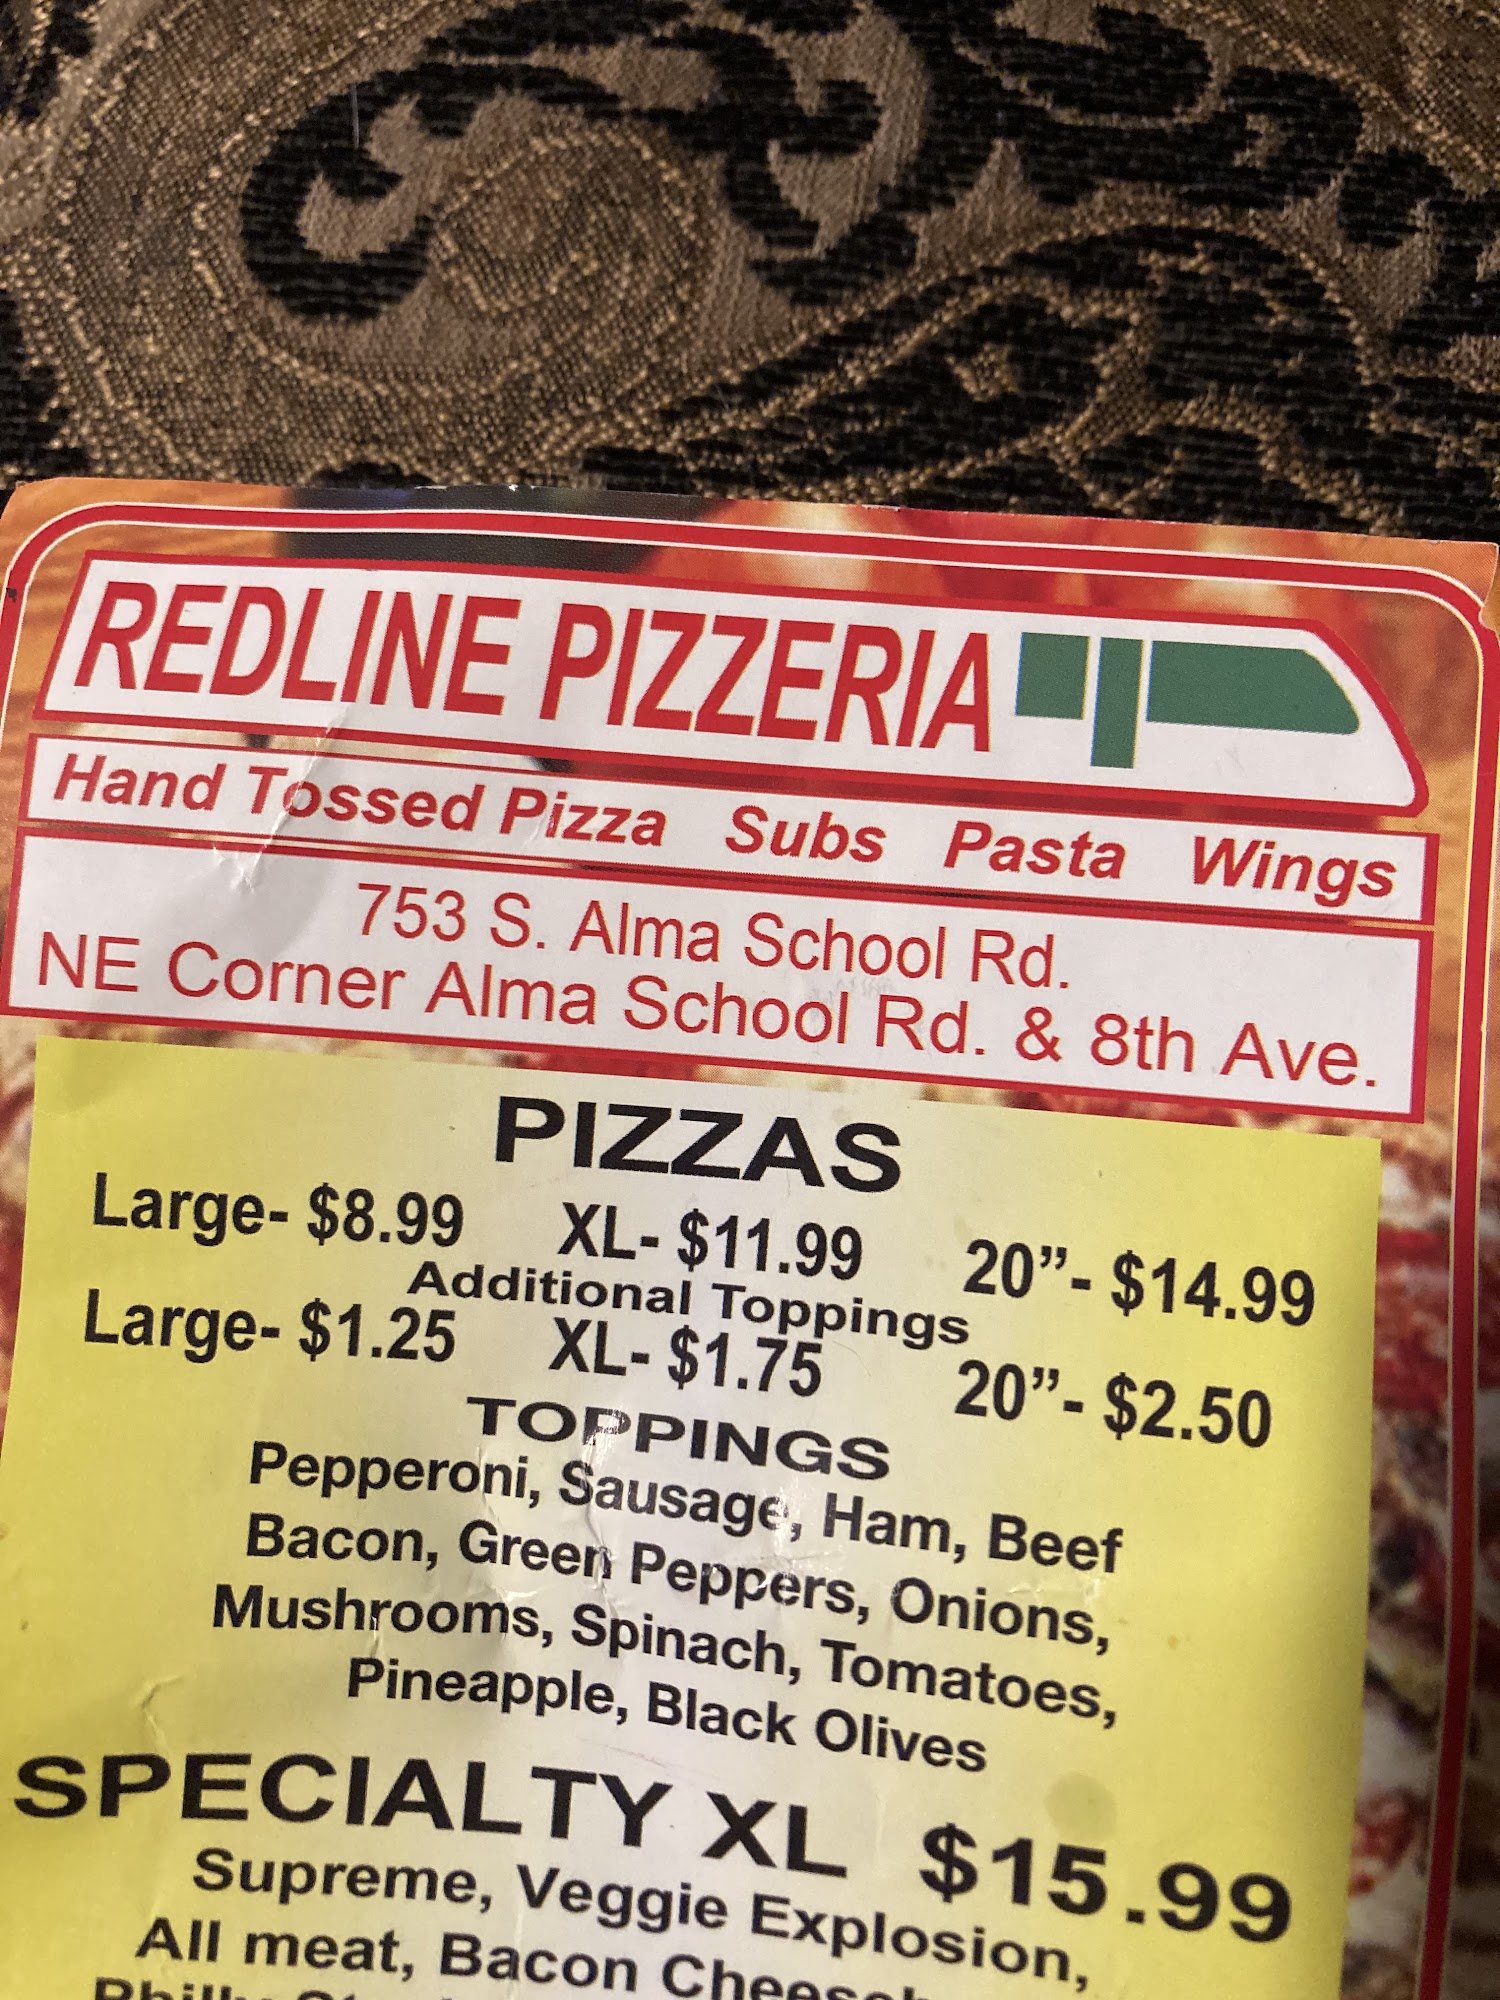 REDLINE PIZZERIA
Hand Tossed Pizza Subs Pasta Wings
753 S. Alma School Rd.
NE Corner Alma School Rd. & 8th Ave.
PIZZAS
Large- $8.99 XL- $11.99 20”- $14.99
Additional Toppings
Large- $1.25 XL- $1.75 20”- $2.50
TOPPINGS
Pepperoni, Sausage, Ham, Beef
Bacon, Green Peppers, Onions,
Mushrooms, Spinach, Tomatoes,
Pineapple, Black Olives
SPECIALTY XL $15.99
Supreme, Veggie Explosion,
All meat, Bacon